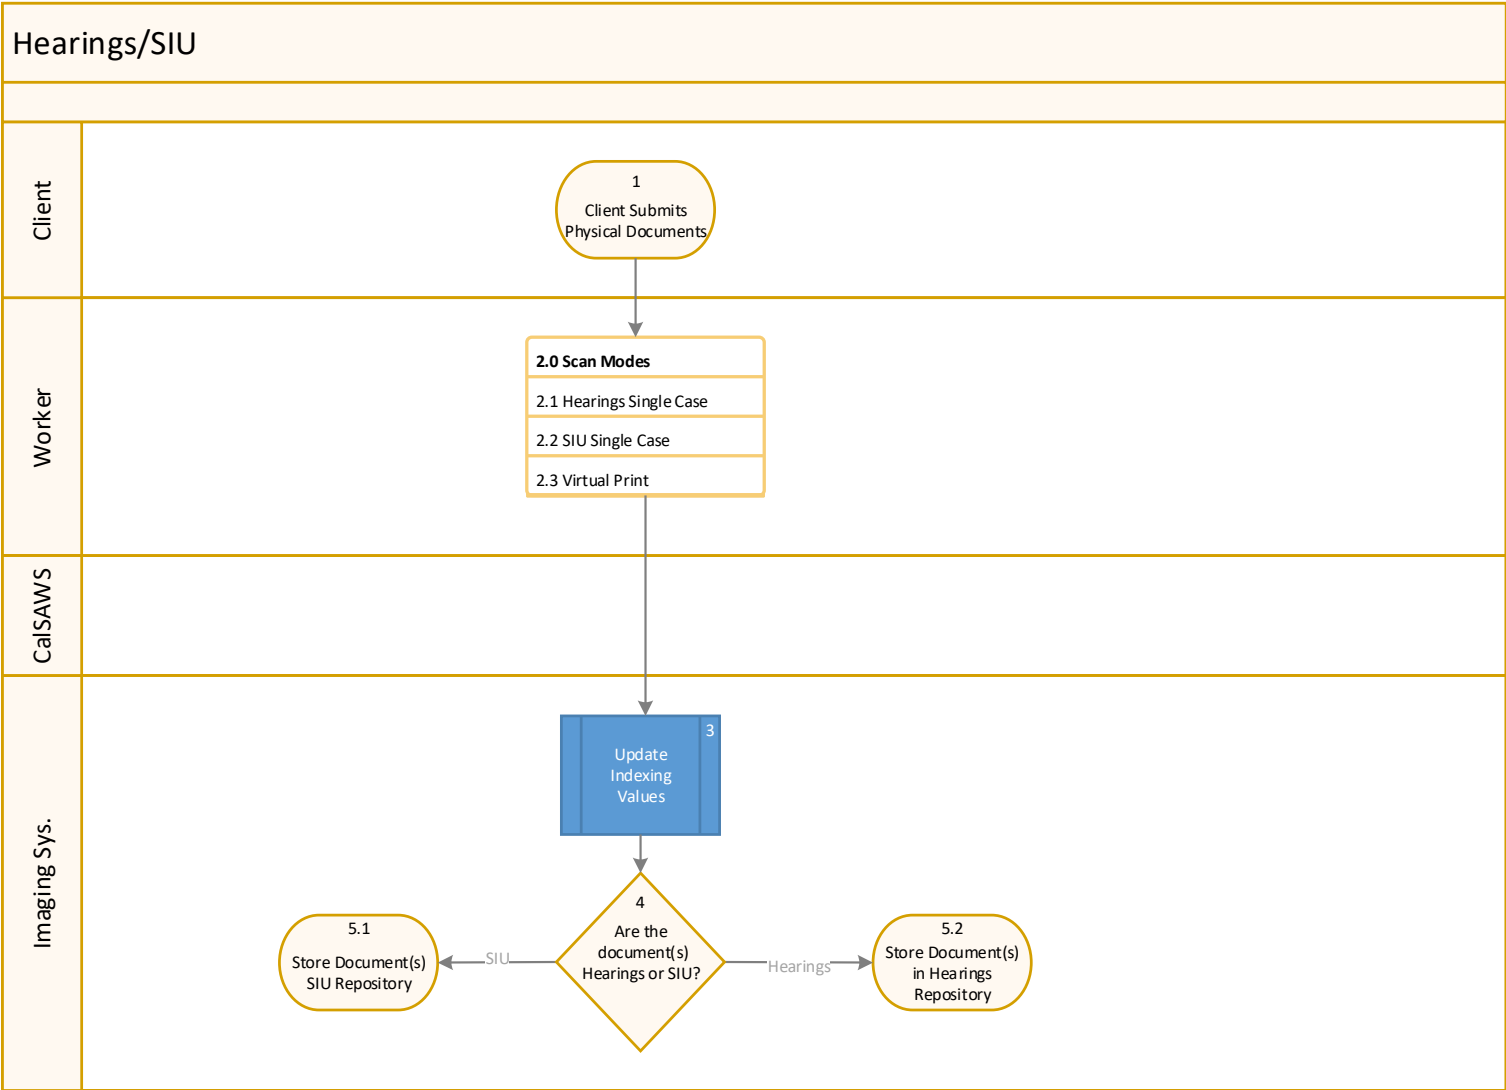 Hearings/SIU
Client
1
Client Submits
Physical Documents
Worker
2.0 Scan Modes
2.1 Hearings Single Case
2.2 SIU Single Case
2.3 Virtual Print
CalSAWS
Imaging Sys.
3
Update
Indexing
Values
4
Are the
document(s)
Hearings or SIU?
SIU
5.1
Store Document(s)
SIU Repository
Hearings
5.2
Store Document(s)
in Hearings
Repository